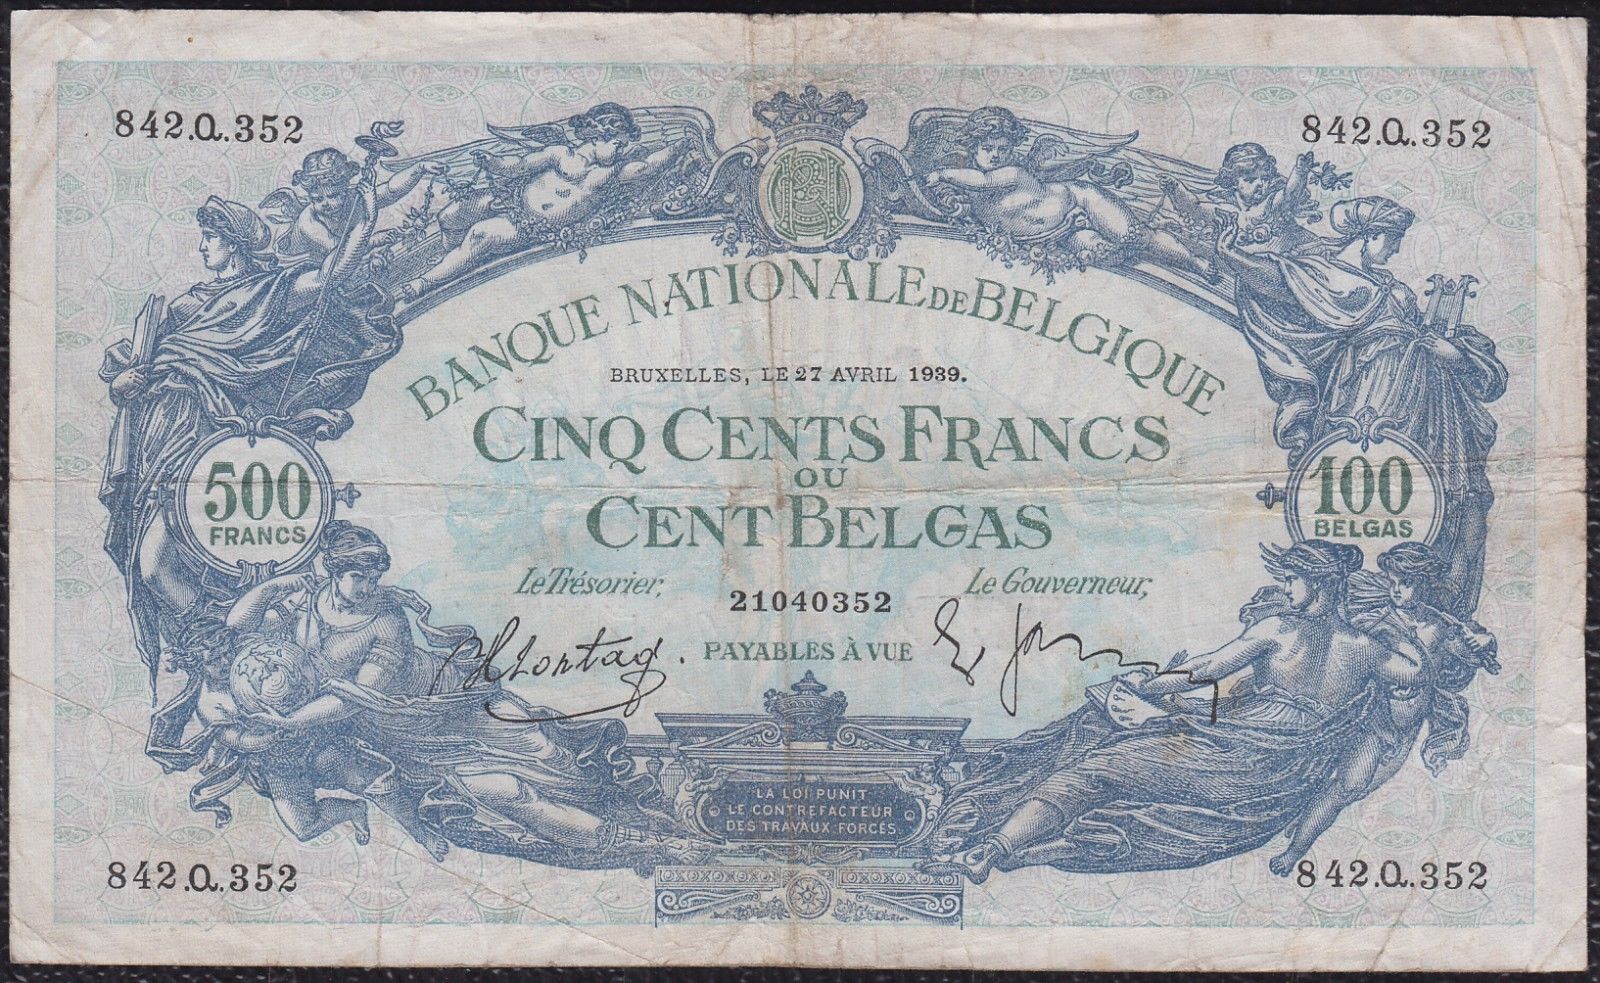 842.Q.352
842.Q.352
BANQUE NATIONALE DE BELGIQUE
BRUXELLES, LE 27 AVRIL 1939.
CINQ CENTS FRANCS
OU
CENT BELGAS
500
FRANCS
100
BELGAS
Le Trésorier,
21040352
Le Gouverneur,
PAYABLES À VUE
LA LOI PUNIT
LE CONTREFACTEUR
DES TRAVAUX FORCÉS
842.Q.352
842.Q.352